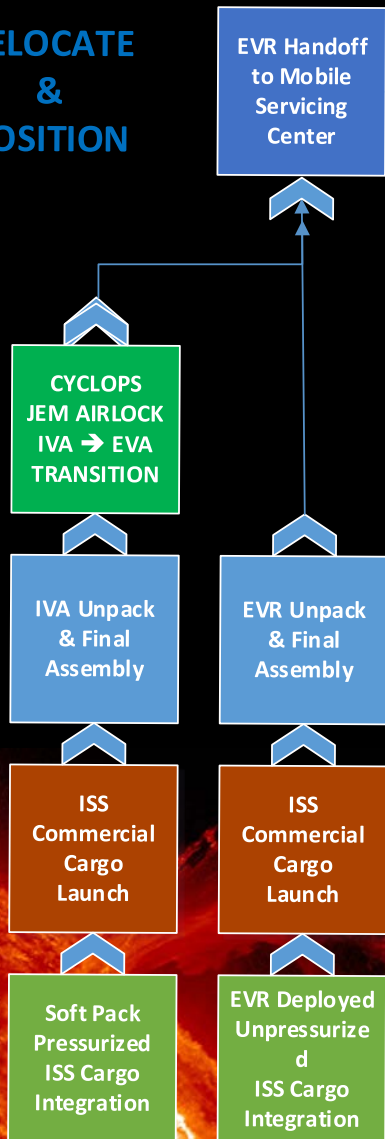 ELOCATE
&
OSITION
EVR Handoff
to Mobile
Servicing
Center
CYCLOPS
JEM AIRLOCK
IVA ➔ EVA
TRANSITION
IVA Unpack
& Final
Assembly
EVR Unpack
& Final
Assembly
ISS
Commercial
Cargo
Launch
ISS
Commercial
Cargo
Launch
Soft Pack
Pressurized
ISS Cargo
Integration
EVR Deployed
Unpressurize
d
ISS Cargo
Integration